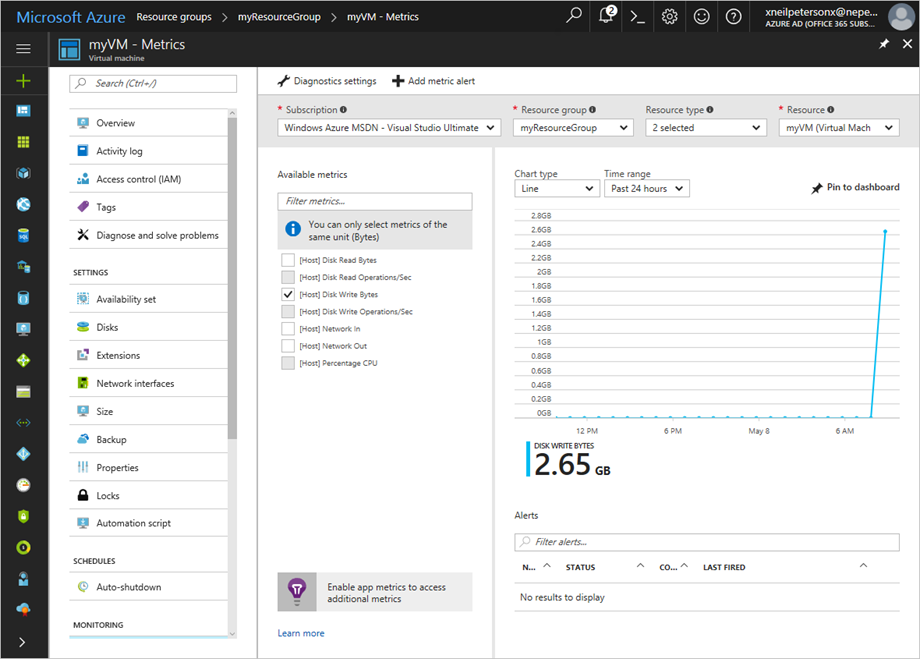 Microsoft Azure Resource groups > myResourceGroup > myVM - Metrics
2
xneilpetersonx@nepe...
AZURE AD (OFFICE 365 SUBS...
myVM - Metrics
Virtual machine
Search (Ctrl+/)
Overview
Activity log
Access control (IAM)
Tags
Diagnose and solve problems
SETTINGS
Availability set
Disks
Extensions
Network interfaces
Size
Backup
Properties
Locks
Automation script
SCHEDULES
Auto-shutdown
MONITORING
Diagnostics settings
Add metric alert
* Subscription
Windows Azure MSDN - Visual Studio Ultimate
* Resource group
myResourceGroup
Resource type
2 selected
* Resource
myVM (Virtual Mach
Available metrics
Filter metrics...
You can only select metrics of the
same unit (Bytes)
[Host] Disk Read Bytes
[Host] Disk Read Operations/Sec
[Host] Disk Write Bytes
[Host] Disk Write Operations/Sec
[Host] Network In
[Host] Network Out
[Host] Percentage CPU
Enable app metrics to access
additional metrics
Learn more
Chart type
Line
Time range
Past 24 hours
Pin to dashboard
2.8GB
2.6GB
2.4GB
2.2GB
2GB
1.8GB
1.6GB
1.4GB
1.2GB
1GB
0.8GB
0.6GB
0.4GB
0.2GB
0GB
12 PM 6 PM May 8 6 AM
DISK WRITE BYTES
2.65 GB
Alerts
Filter alerts...
N... STATUS CO... LAST FIRED
No results to display